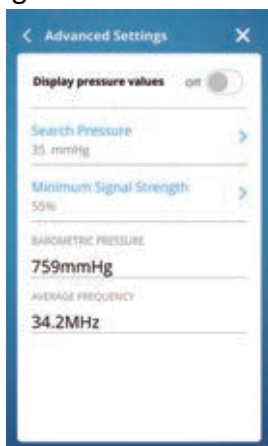 < Advanced Settings ×
Display pressure values off
Search Pressure >
35 mmHg
Minimum Signal Strength >
55%
BAROMETRIC PRESSURE
759mmHg
AVERAGE FREQUENCY
34.2MHz